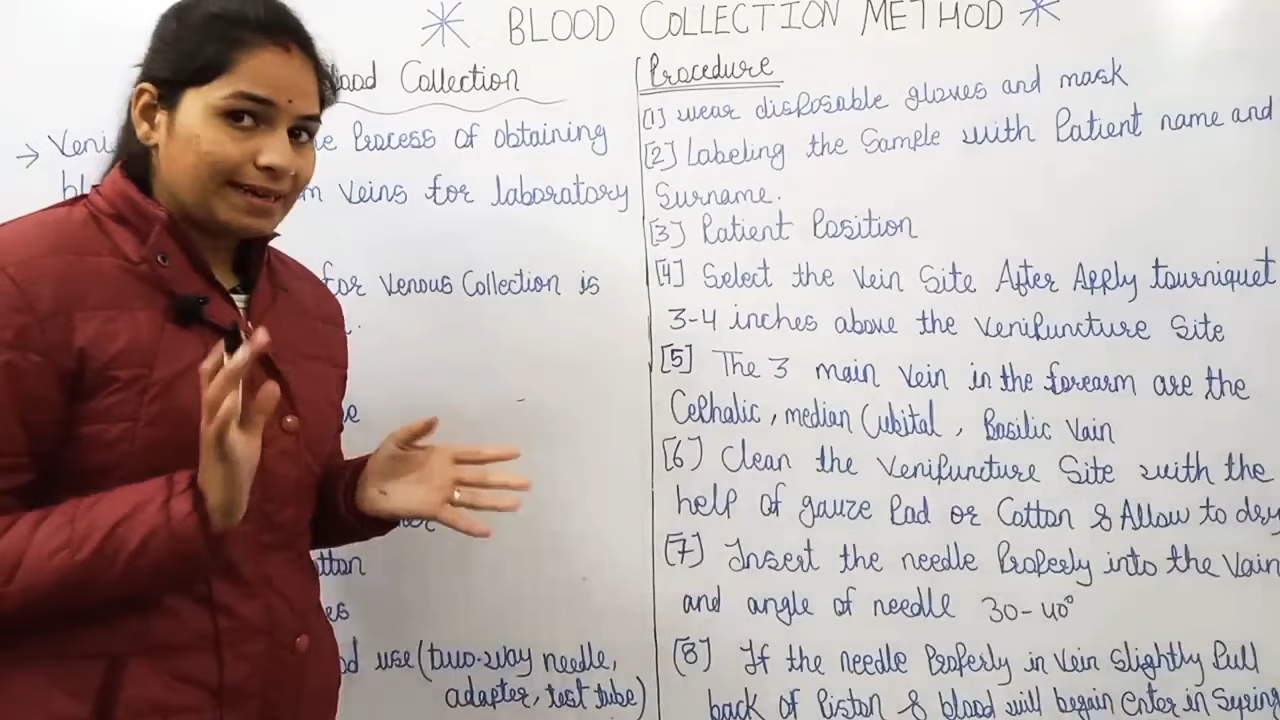 BLOOD COLLECTION METHOD
Collection
Process of obtaining
Veins for laboratory
for Venous Collection is
use (two-way needle,
adapter, test tube)
Procedure
[1] wear disposable gloves and mask
[2] Labeling the Sample with Patient name and
Surname.
[3] Patient Position
[4] Select the Vein Site After Apply tourniquet
3-4 inches above the Venipuncture Site
[5] The 3 main Vein in the forearm are the
Cephalic, median Cubital, Basilic Vain
[6] Clean the Venipuncture Site with the
help of gauze Pad or Cotton & Allow to dry
[7] Insert the needle Properly into the Vain
and angle of needle 30-40°
[8] If the needle Properly in Vein Slightly Pull
back of Piston & blood will begain enter in Syring